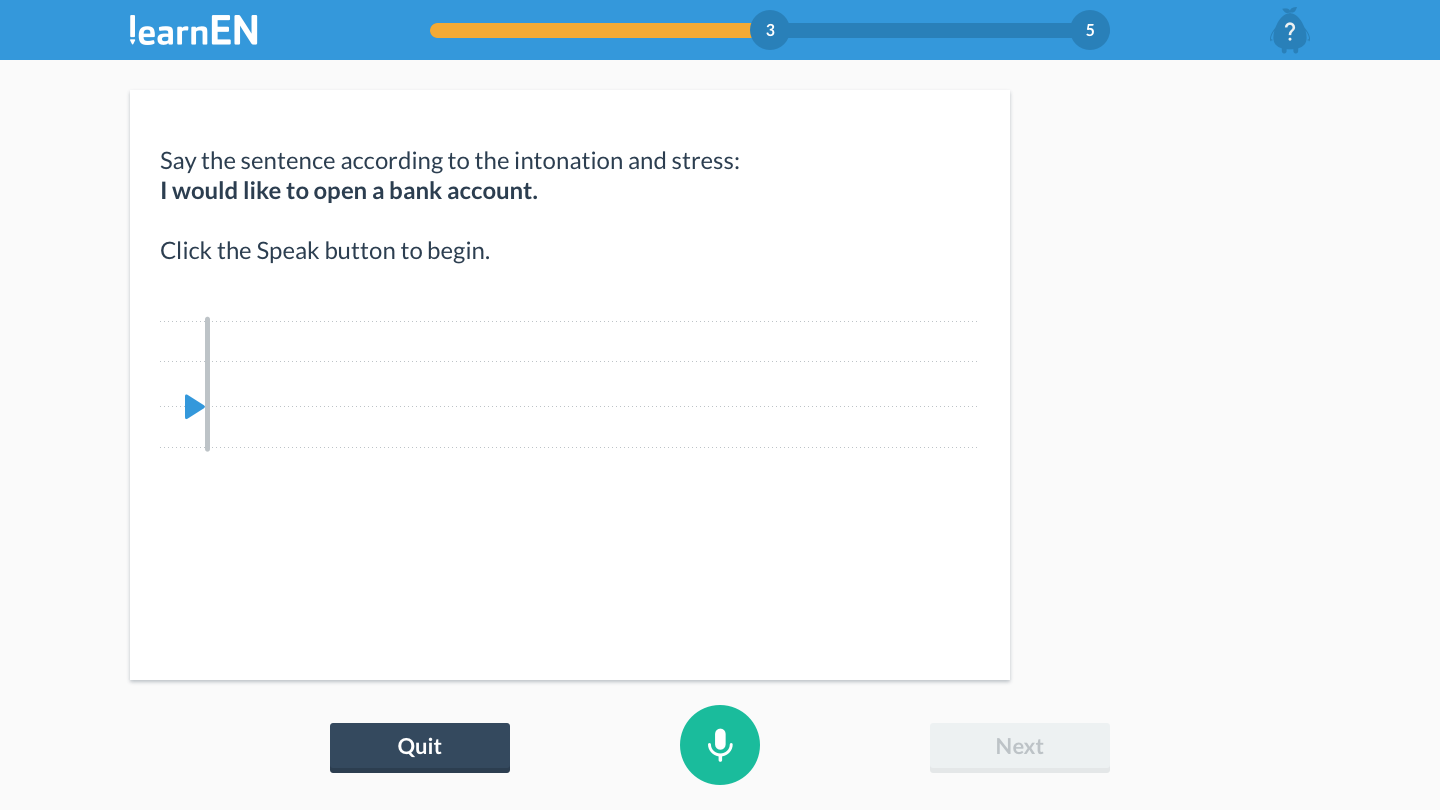 learnEN
3
5
?
Say the sentence according to the intonation and stress:
I would like to open a bank account.
Click the Speak button to begin.
Quit
Next